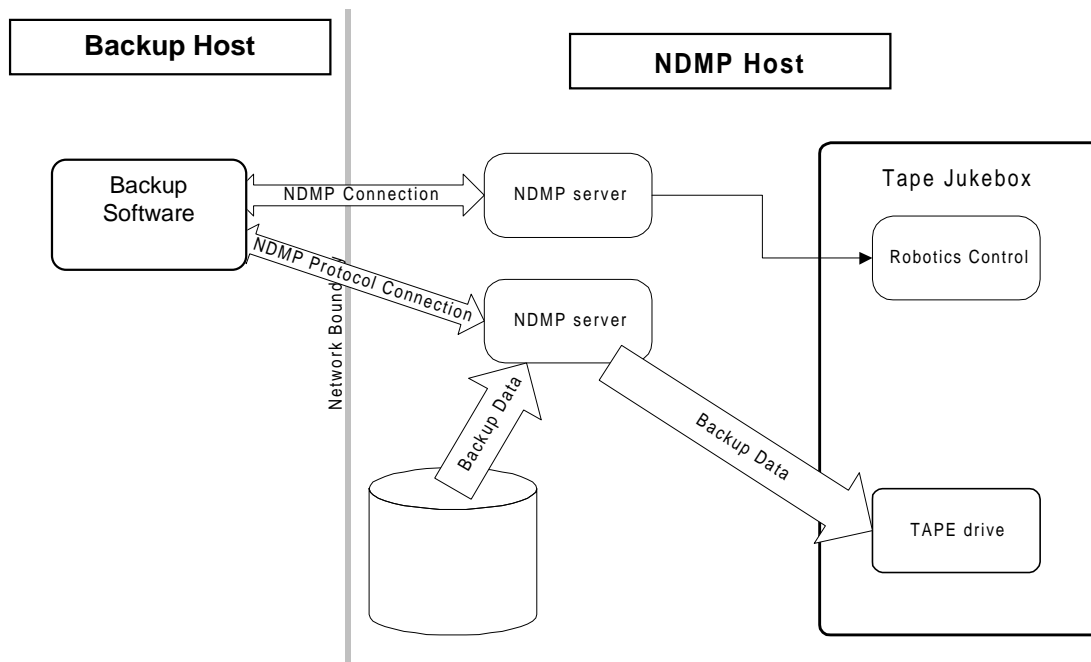 Backup Host
NDMP Host
Backup
Software
NDMP Connection
NDMP server
Tape Jukebox
Robotics Control
NDMP Protocol Connection
NDMP server
Network
Backup Data
Backup Data
TAPE drive